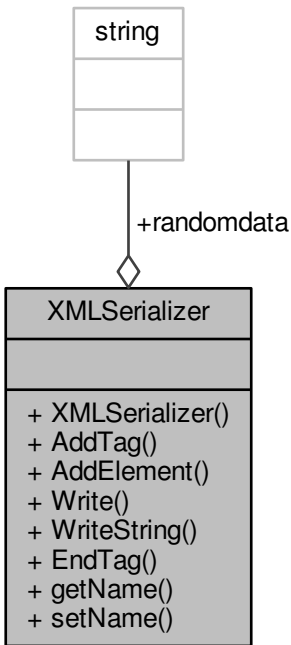 string
+randomdata
XMLSerializer
+ XMLSerializer()
+ AddTag()
+ AddElement()
+ Write()
+ WriteString()
+ EndTag()
+ getName()
+ setName()